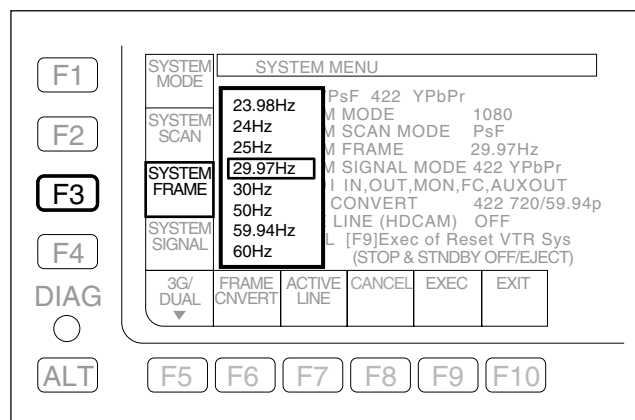 F1
F2
F3
F4
DIAG
ALT
SYSTEM
MODE
SYSTEM
SCAN
SYSTEM
FRAME
SYSTEM
SIGNAL
SYSTEM MENU
23.98Hz
24Hz
25Hz
29.97Hz
30Hz
50Hz
59.94Hz
60Hz
PsF 422 YPbPr
M MODE 1080
M SCAN MODE PsF
M FRAME 29.97Hz
M SIGNAL MODE 422 YPbPr
I IN,OUT,MON,FC,AUXOUT
CONVERT 422 720/59.94p
LINE (HDCAM) OFF
L [F9]Exec of Reset VTR Sys
(STOP & STNDBY OFF/EJECT)
3G/
DUAL
▼
FRAME
CNVERT
ACTIVE
LINE
CANCEL
EXEC
EXIT
F5
F6
F7
F8
F9
F10